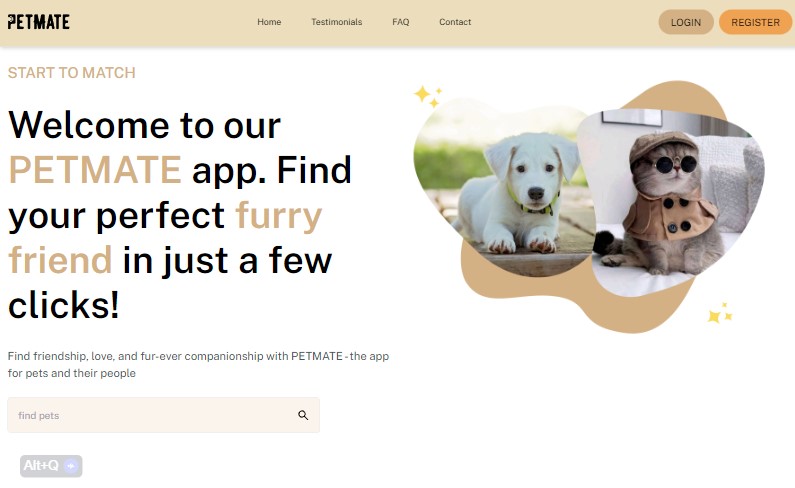 PETMATE
Home Testimonials FAQ Contact LOGIN REGISTER
START TO MATCH
Welcome to our
PETMATE app. Find
your perfect furry
friend in just a few
clicks!
Find friendship, love, and fur-ever companionship with PETMATE - the app
for pets and their people
find pets
Alt+Q